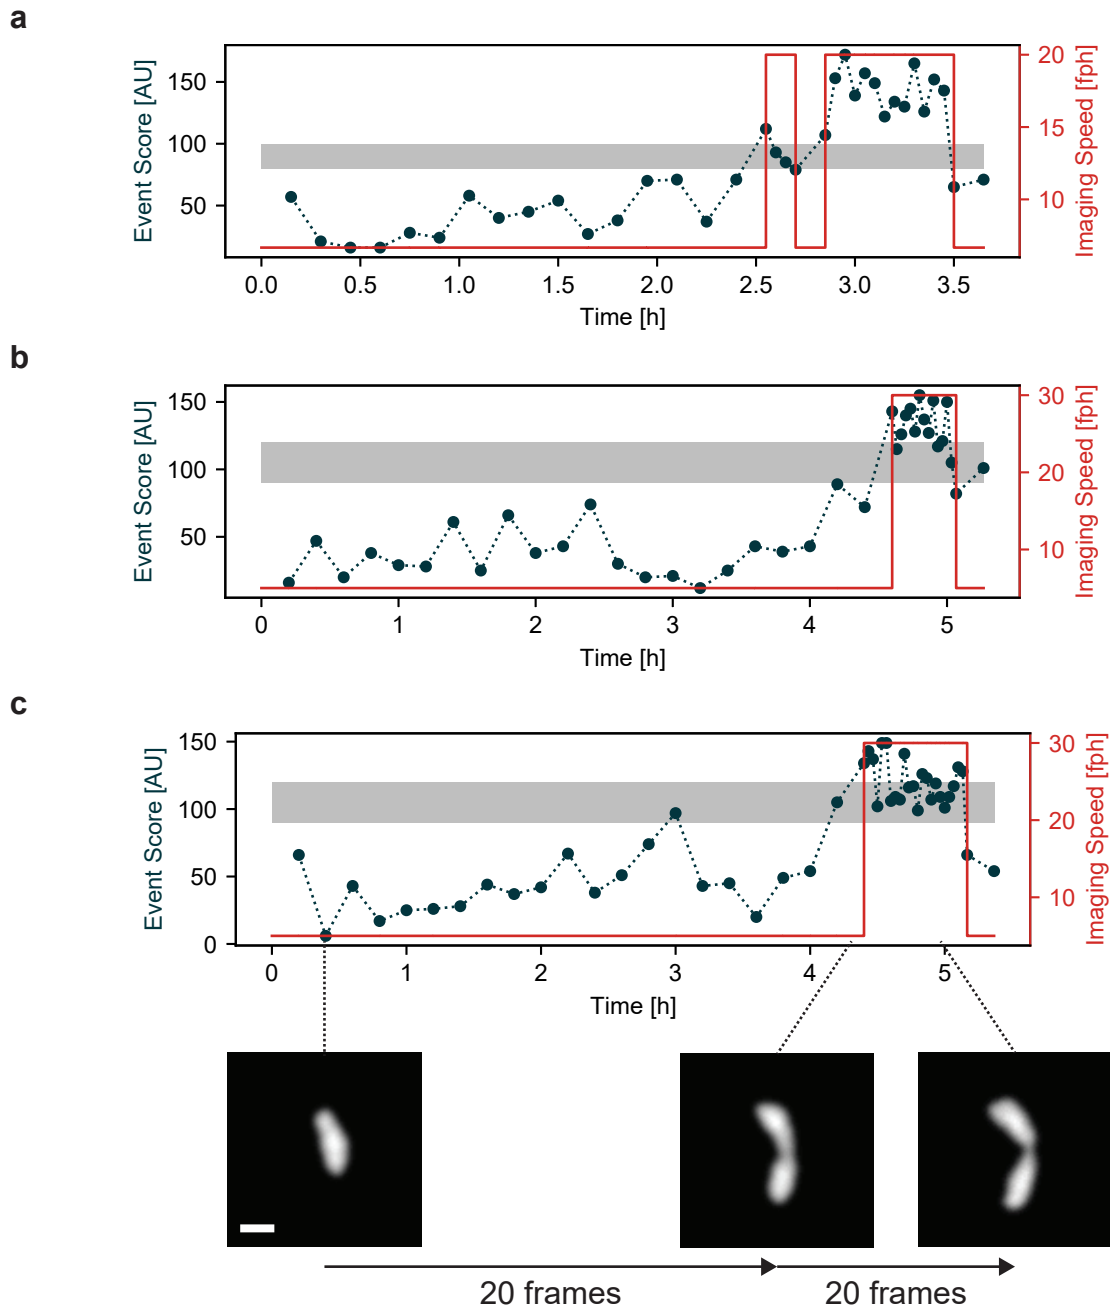 a
Event Score [AU]
150
100
50
20
15
10
Imaging Speed [fph]
0.0 0.5 1.0 1.5 2.0 2.5 3.0 3.5
Time [h]
b
Event Score [AU]
150
100
50
30
20
10
Imaging Speed [fph]
0 1 2 3 4 5
Time [h]
c
Event Score [AU]
150
100
50
0
30
20
10
Imaging Speed [fph]
0 1 2 3 4 5
Time [h]
20 frames 20 frames